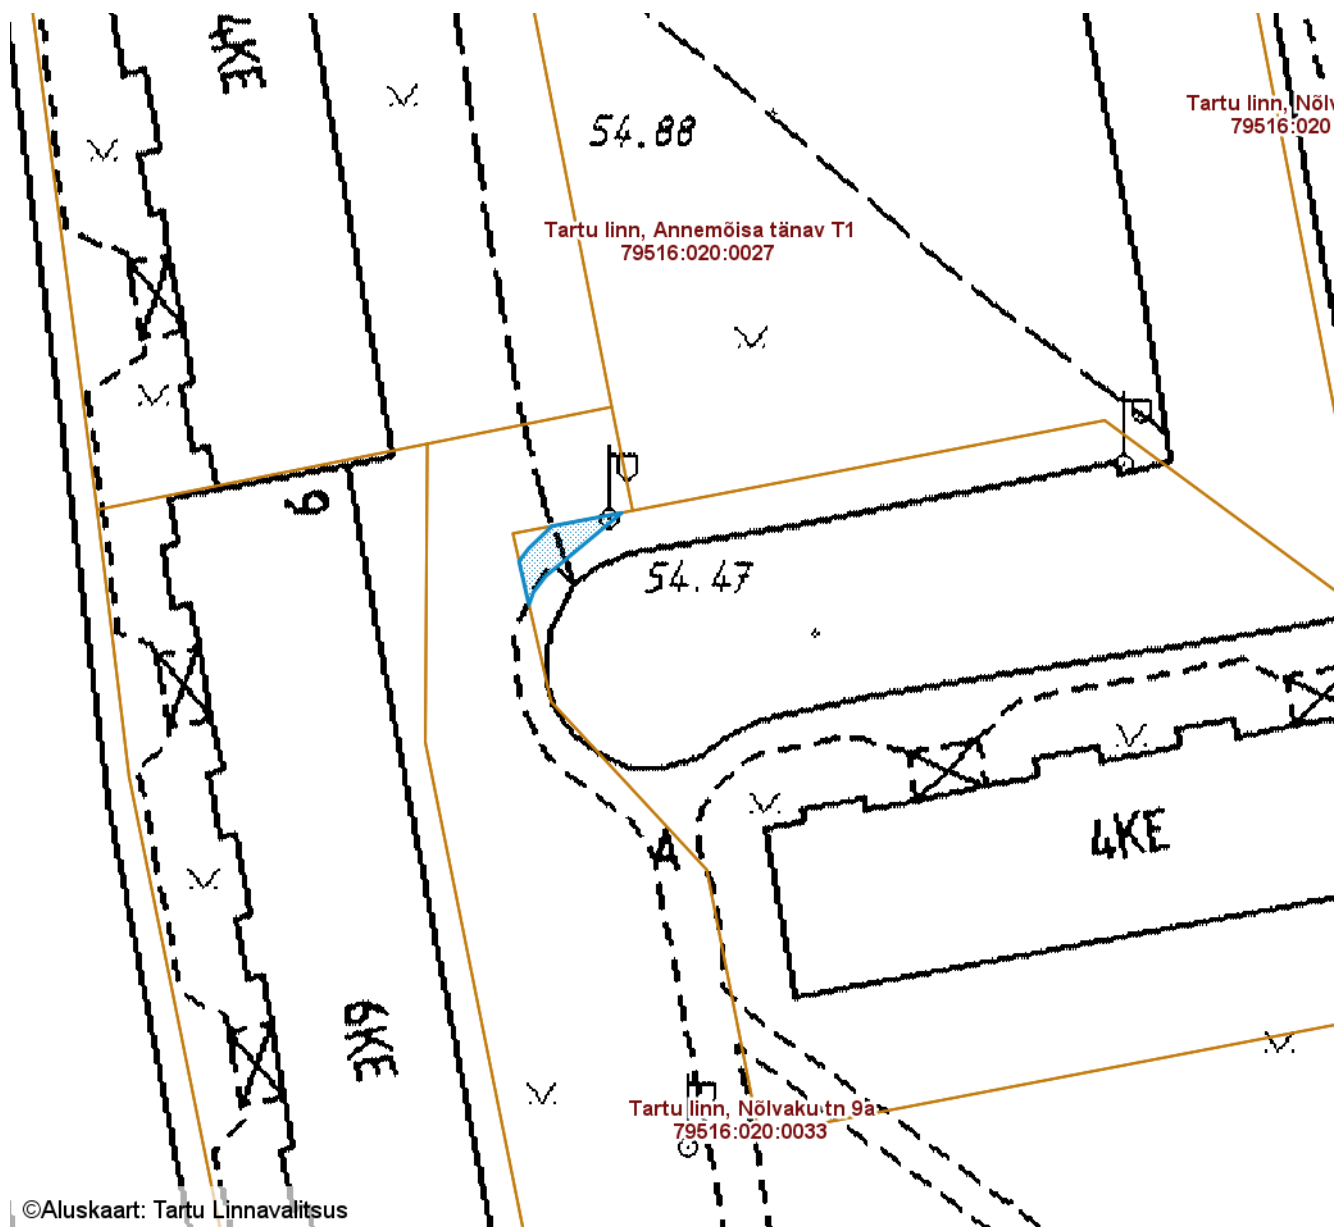 4KE
54.88
Tartu linn, Nõlv
79516:020
Tartu linn, Annemõisa tänav T1
79516:020:0027
9
54.47
4KE
6KE
Tartu linn, Nõlvaku tn 9a
79516:020:0033
©Aluskaart: Tartu Linnavalitsus